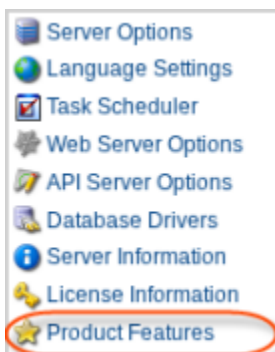 Server Options
Language Settings
Task Scheduler
Web Server Options
API Server Options
Database Drivers
Server Information
License Information
Product Features